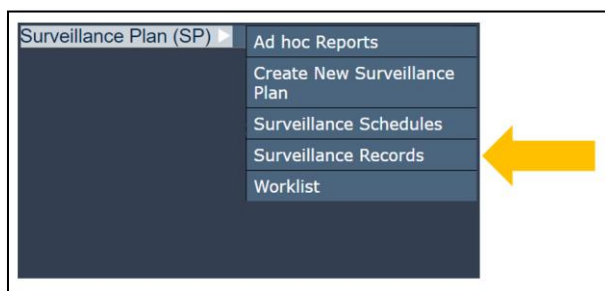 Surveillance Plan (SP)
Ad hoc Reports
Create New Surveillance
Plan
Surveillance Schedules
Surveillance Records
Worklist